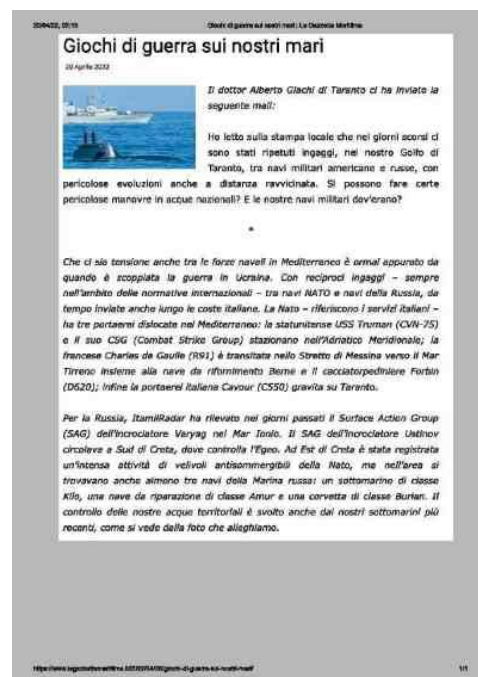 Giochi di guerra sui nostri mari | La Gazzetta Marittima
Giochi di guerra sui nostri mari
20 Aprile 2022
Il dottor Alberto Giachi di Taranto ci ha inviato la
seguente mail:
Ho letto sulla stampa locale che nei giorni scorsi ci
sono stati ripetuti ingaggi, nel nostro Golfo di
Taranto, tra navi militari americane e russe, con
pericolose evoluzioni anche a distanza ravvicinata. Si possono fare certe
pericolose manovre in acque nazionali? E le nostre navi militari dov'erano?
*
Che ci sia tensione anche tra le forze navali in Mediterraneo è ormai appurato da
quando è scoppiata la guerra in Ucraina. Con reciproci ingaggi – sempre
nell'ambito delle normative internazionali – tra navi NATO e navi della Russia, da
tempo inviate anche lungo le coste italiane. La Nato – riferiscono i servizi italiani –
ha tre portaerei dislocate nel Mediterraneo: la statunitense USS Truman (CVN-75)
e il suo CSG (Combat Strike Group) stazionano nell'Adriatico Meridionale; la
francese Charles de Gaulle (R91) è transitata nello Stretto di Messina verso il Mar
Tirreno insieme alla nave da rifornimento Berne e il cacciatorpediniere Forbin
(D620); infine la portaerei italiana Cavour (C550) gravita su Taranto.
Per la Russia, ItamilRadar ha rilevato nei giorni passati il Surface Action Group
(SAG) dell'incrociatore Varyag nel Mar Ionio. Il SAG dell'incrociatore Ustinov
circolava a Sud di Creta, dove controlla l'Egeo. Ad Est di Creta è stata registrata
un'intensa attività di velivoli antisommergibili della Nato, ma nell'area si
trovavano anche almeno tre navi della Marina russa: un sottomarino di classe
Kilo, una nave da riparazione di classe Amur e una corvetta di classe Burian. Il
controllo delle nostre acque territoriali è svolto anche dai nostri sottomarini più
recenti, come si vede dalla foto che alleghiamo.
1/1